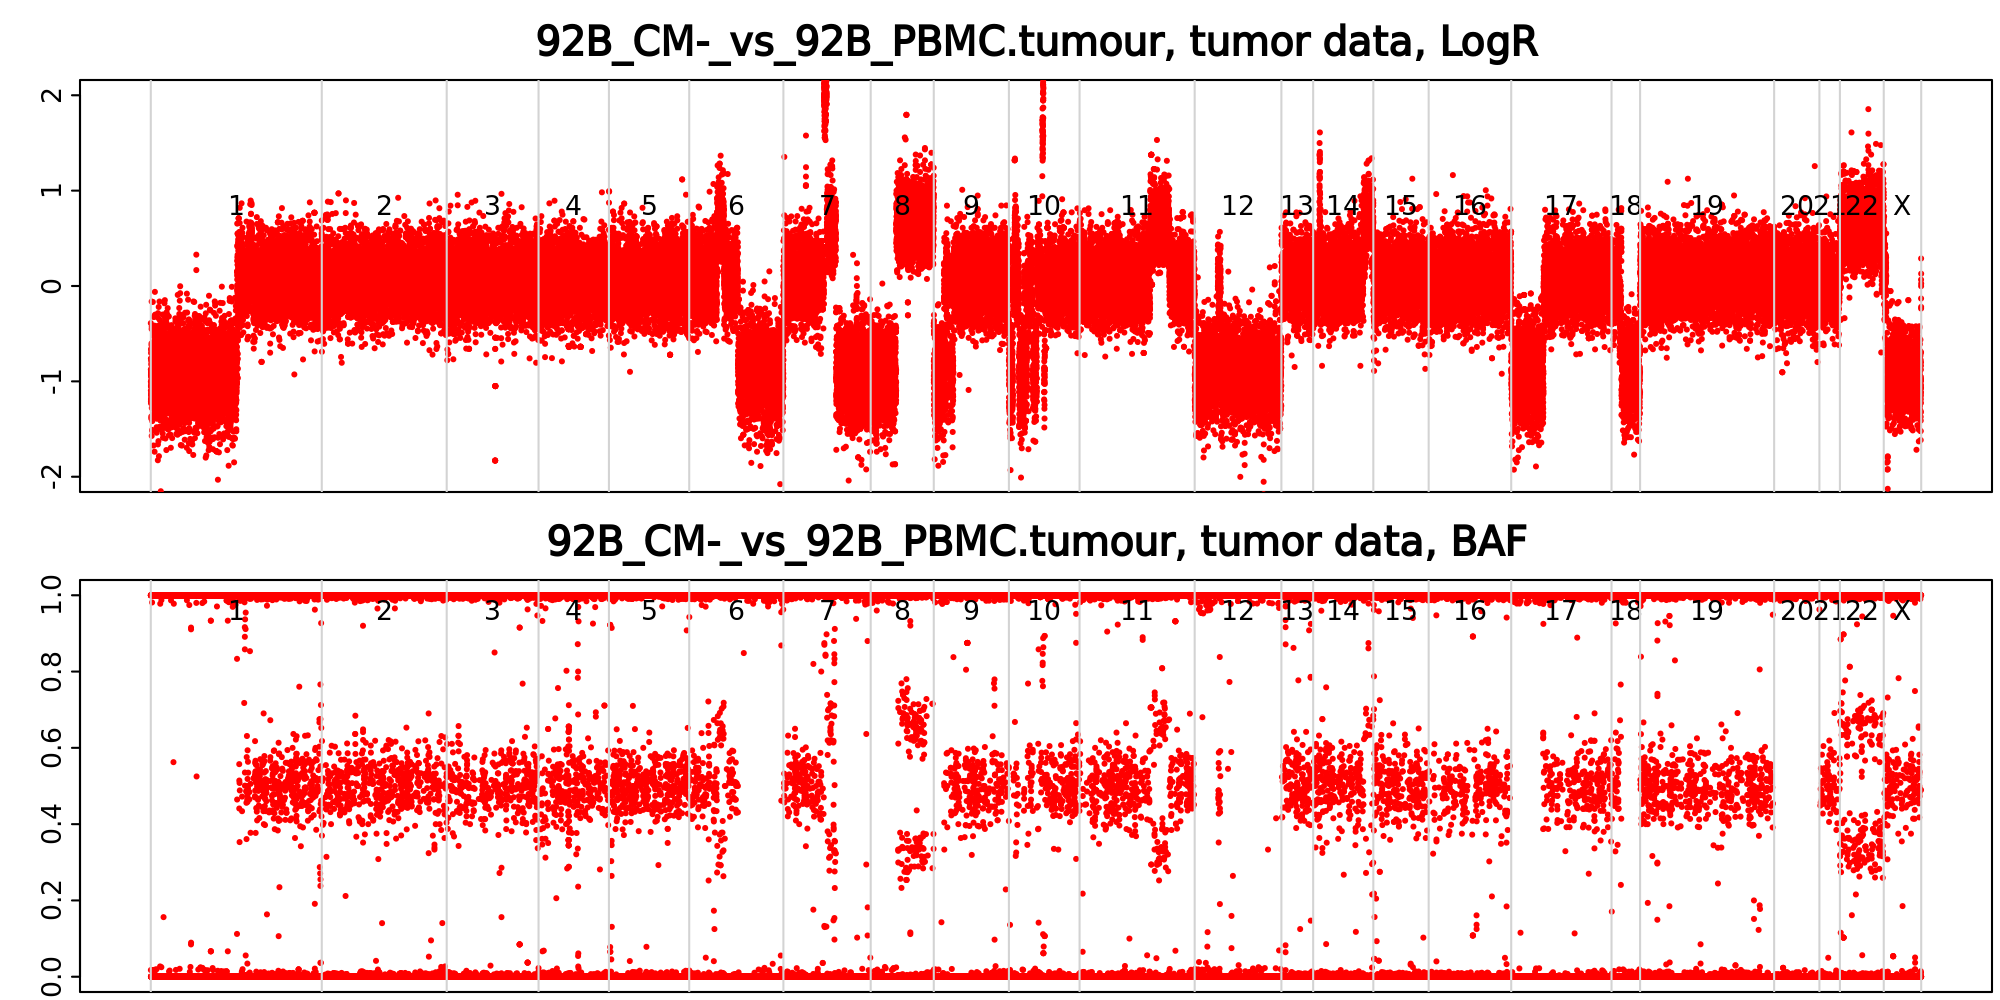 92B_CM-_vs_92B_PBMC.tumour, tumor data, LogR
2
1
0
-1
-2
1 2 3 4 5 6 7 8 9 10 11 12 13 14 15 16 17 18 19 20 21 22 X
92B_CM-_vs_92B_PBMC.tumour, tumor data, BAF
1.0
0.8
0.6
0.4
0.2
0.0
1 2 3 4 5 6 7 8 9 10 11 12 13 14 15 16 17 18 19 20 21 22 X